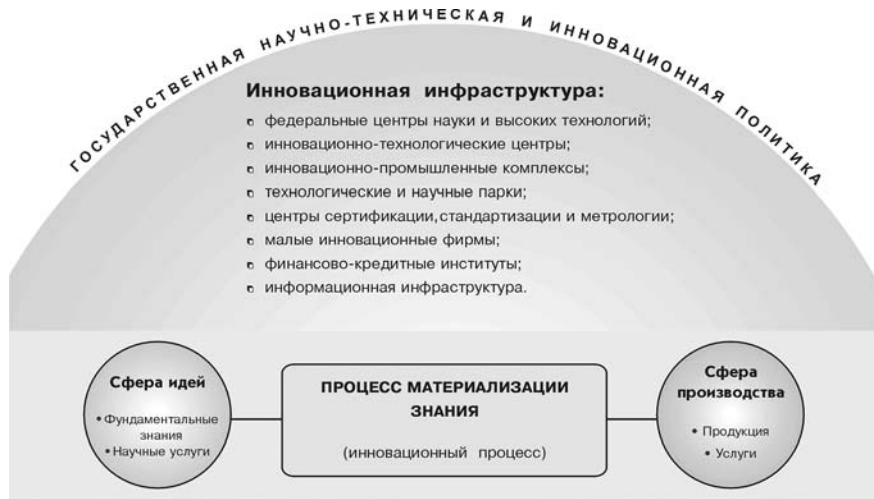 ГОСУДАРСТВЕННАЯ НАУЧНО-ТЕХНИЧЕСКАЯ И ИННОВАЦИОННАЯ ПОЛИТИКА
Инновационная инфраструктура:
федеральные центры науки и высоких технологий;
инновационно-технологические центры;
инновационно-промышленные комплексы;
технологические и научные парки;
центры сертификации, стандартизации и метрологии;
малые инновационные фирмы;
финансово-кредитные институты;
информационная инфраструктура.
Сфера идей
• Фундаментальные
знания
• Научные услуги
ПРОЦЕСС МАТЕРИАЛИЗАЦИИ
ЗНАНИЯ
(инновационный процесс)
Сфера
производства
• Продукция
• Услуги